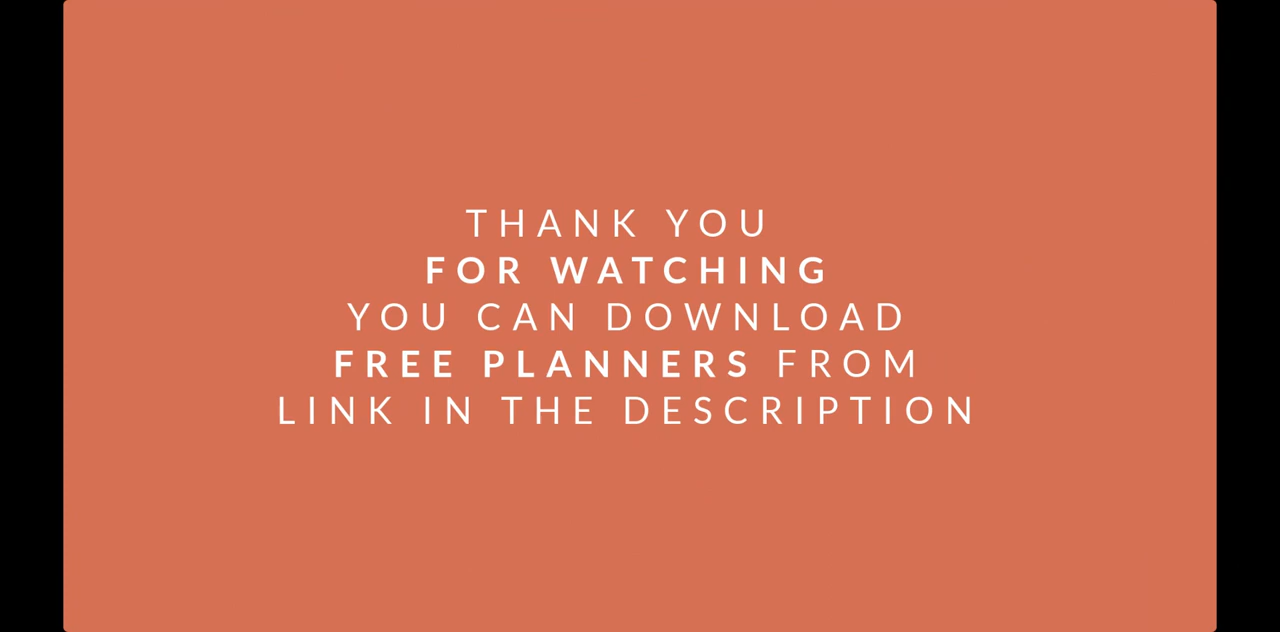 THANK YOU
FOR WATCHING
YOU CAN DOWNLOAD
FREE PLANNERS FROM
LINK IN THE DESCRIPTION